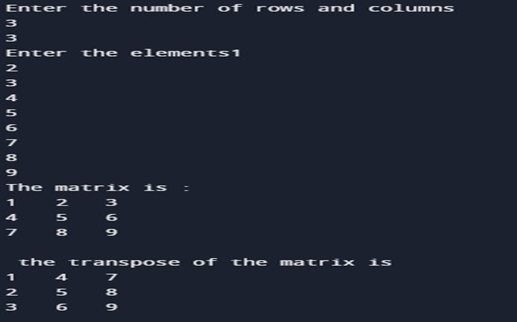 Enter the number of rows and columns
3
3
Enter the elements1
2
3
4
5
6
7
8
9
The matrix is :
1 2 3
4 5 6
7 8 9
the transpose of the matrix is
1 4 7
2 5 8
3 6 9